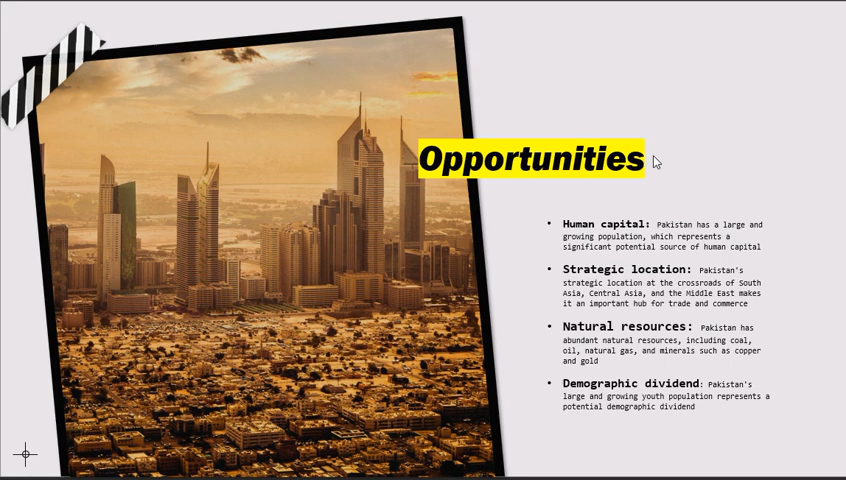 Opportunities
• Human capital: Pakistan has a large and
growing population, which represents a
significant potential source of human capital
• Strategic location: Pakistan's
strategic location at the crossroads of South
Asia, Central Asia, and the Middle East makes
it an important hub for trade and commerce
• Natural resources: Pakistan has
abundant natural resources, including coal,
oil, natural gas, and minerals such as copper
and gold
• Demographic dividend: Pakistan's
large and growing youth population represents a
potential demographic dividend